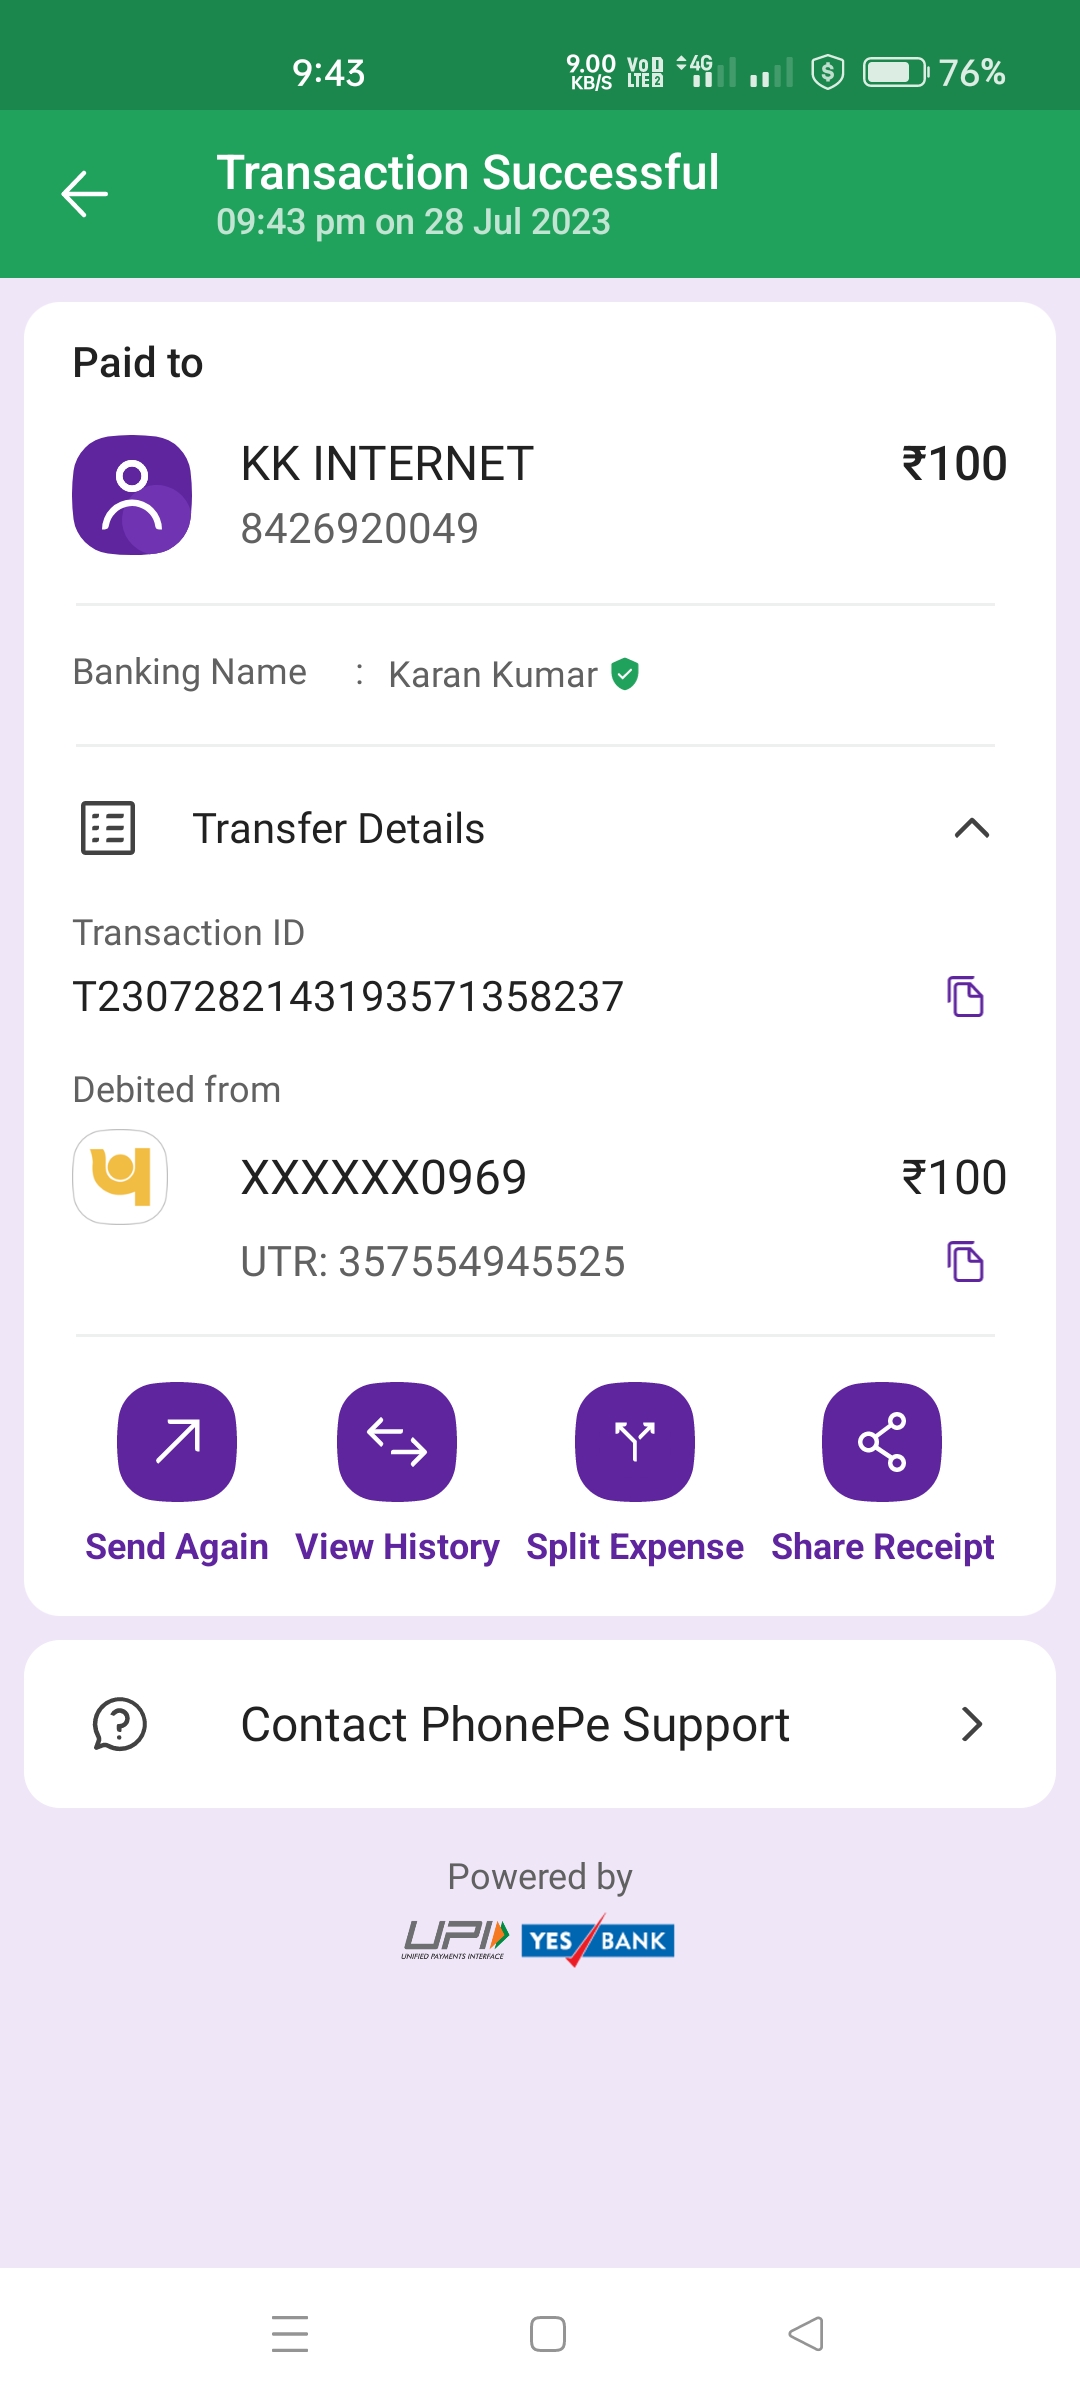 9:43
9.00 KB/S VoD LTE 2 4G 76%
Transaction Successful
09:43 pm on 28 Jul 2023
Paid to
KK INTERNET ₹100
8426920049
Banking Name : Karan Kumar
Transfer Details
Transaction ID
T2307282143193571358237
Debited from
XXXXXX0969 ₹100
UTR: 357554945525
Send Again View History Split Expense Share Receipt
Contact PhonePe Support
Powered by
UPI YES BANK
UNIFIED PAYMENTS INTERFACE